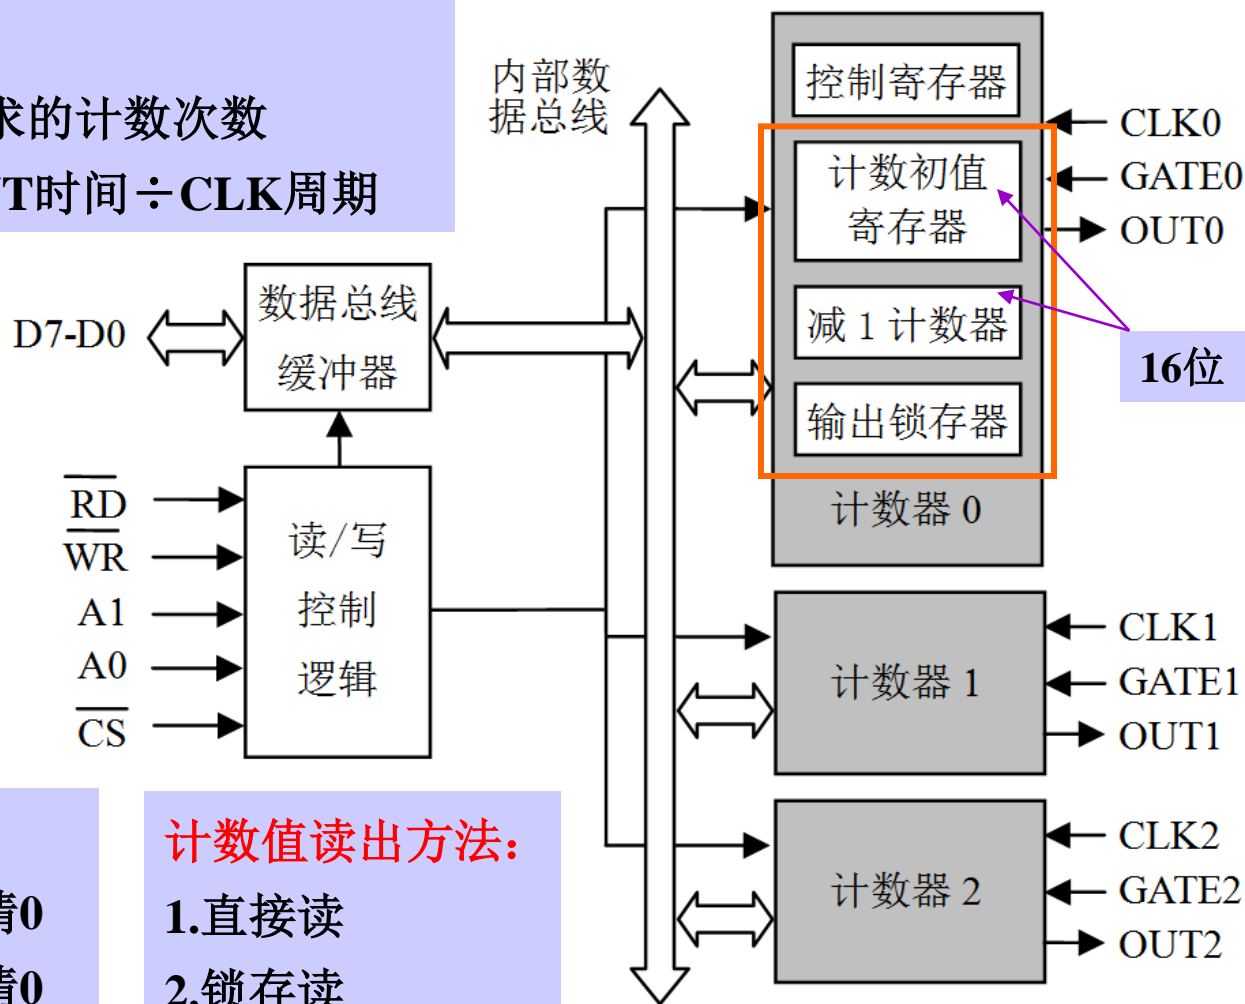 求的计数次数
UT时间÷CLK周期
内部数
据总线
控制寄存器
计数初值
寄存器
减1计数器
输出锁存器
计数器0
CLK0
GATE0
OUT0
16位
数据总线
缓冲器
D7-D0
读/写
控制
逻辑
RD
WR
A1
A0
CS
计数器1
CLK1
GATE1
OUT1
计数器2
CLK2
GATE2
OUT2
清0
清0
计数值读出方法：
1.直接读
2.锁存读